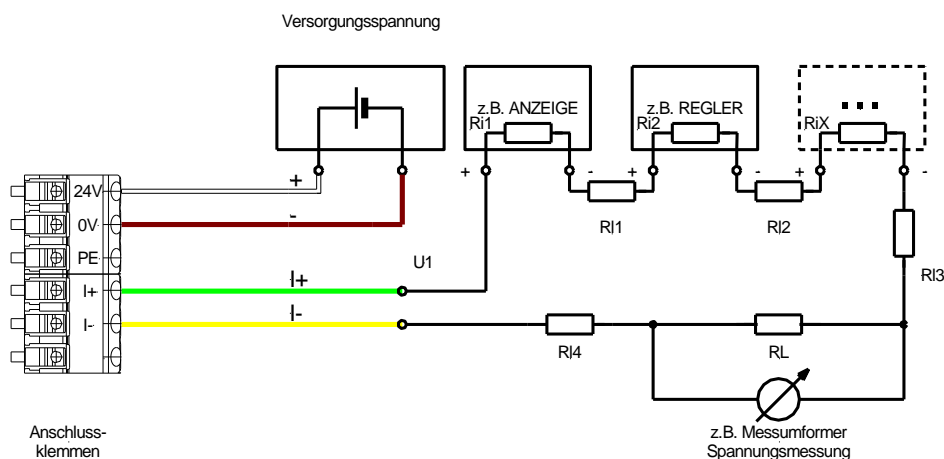 Versorgungsspannung
z.B. ANZEIGE
z.B. REGLER
...
Ri1
Ri2
RiX
+
-
+
-
+
-
+
24V
-
0V
Rl1
Rl2
PE
U1
Rl3
I+
I+
I-
I-
Rl4
RL
Anschluss-
klemmen
z.B. Messumformer
Spannungsmessung